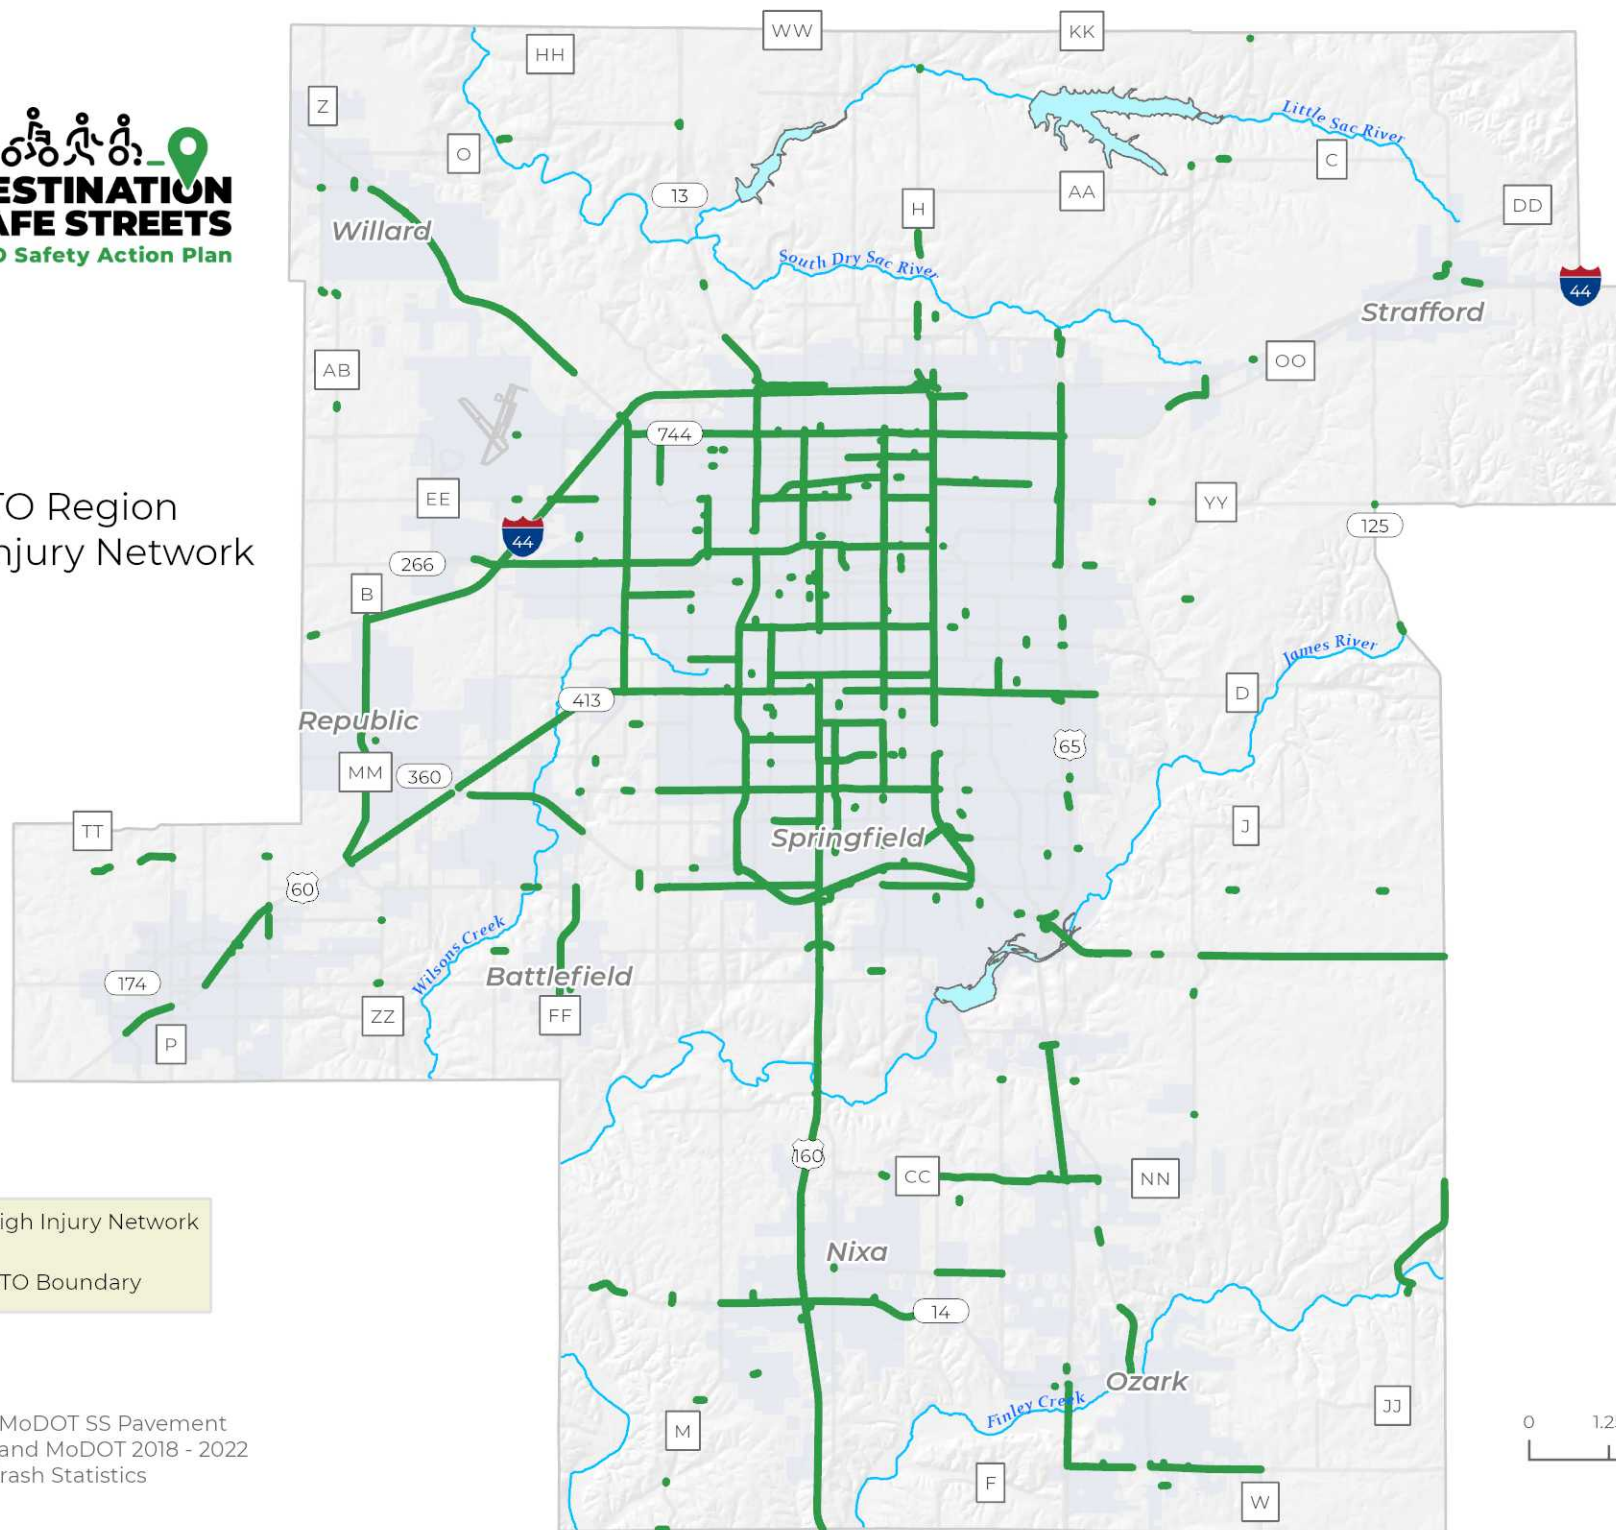 WW
KK
HH
Z
Little Sac River
O
C
ESTINATION
AFE STREETS
O Safety Action Plan
13
H
AA
DD
Willard
South Dry Sac River
44
Strafford
AB
OO
744
EE
YY
TO Region
njury Network
44
125
266
B
James River
D
413
Republic
65
MM
360
TT
J
Springfield
60
Wilsons Creek
174
Battlefield
ZZ
FF
P
160
CC
NN
igh Injury Network
Nixa
TO Boundary
14
Ozark
Finley Creek
JJ
MoDOT SS Pavement
and MoDOT 2018 - 2022
rash Statistics
M
0
F
W